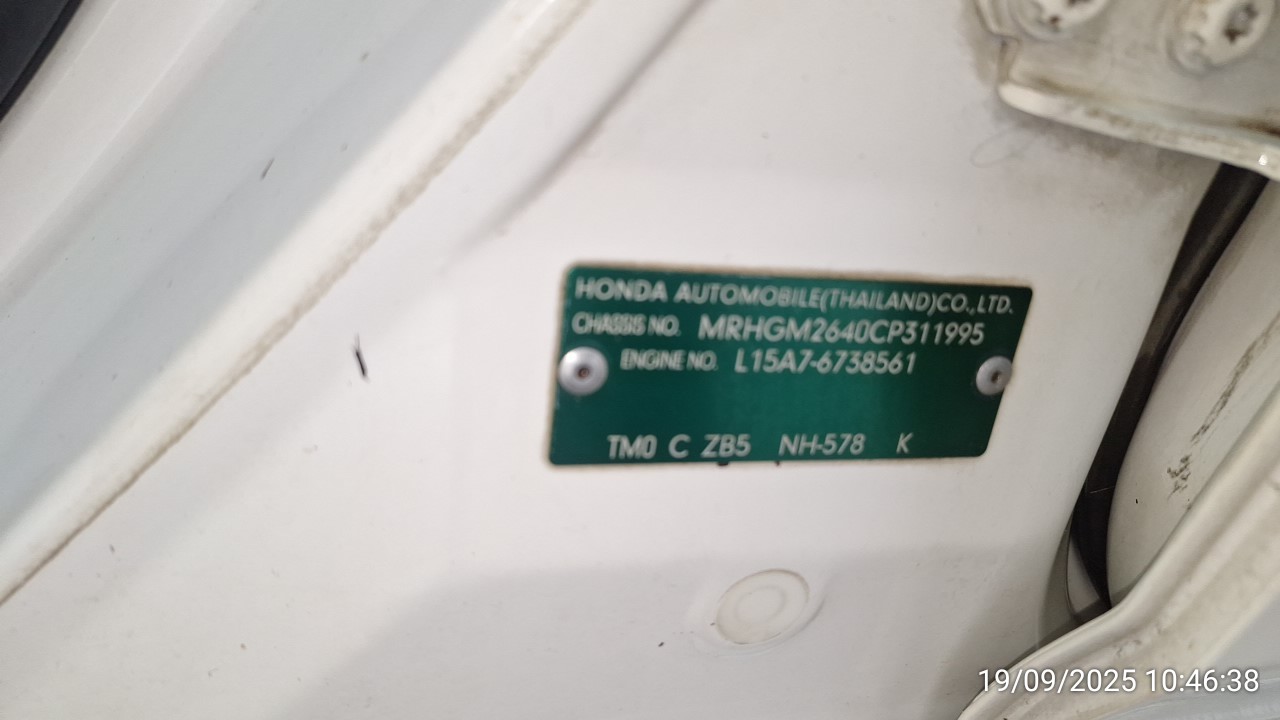 HONDA AUTOMOBILE(THAILAND)CO.,LTD.
CHASSIS NO. MRHGM2640CP311995
ENGINE NO. L15A7-6738561
TM0 C ZB5 NH-578 K
19/09/2025 10:46:38